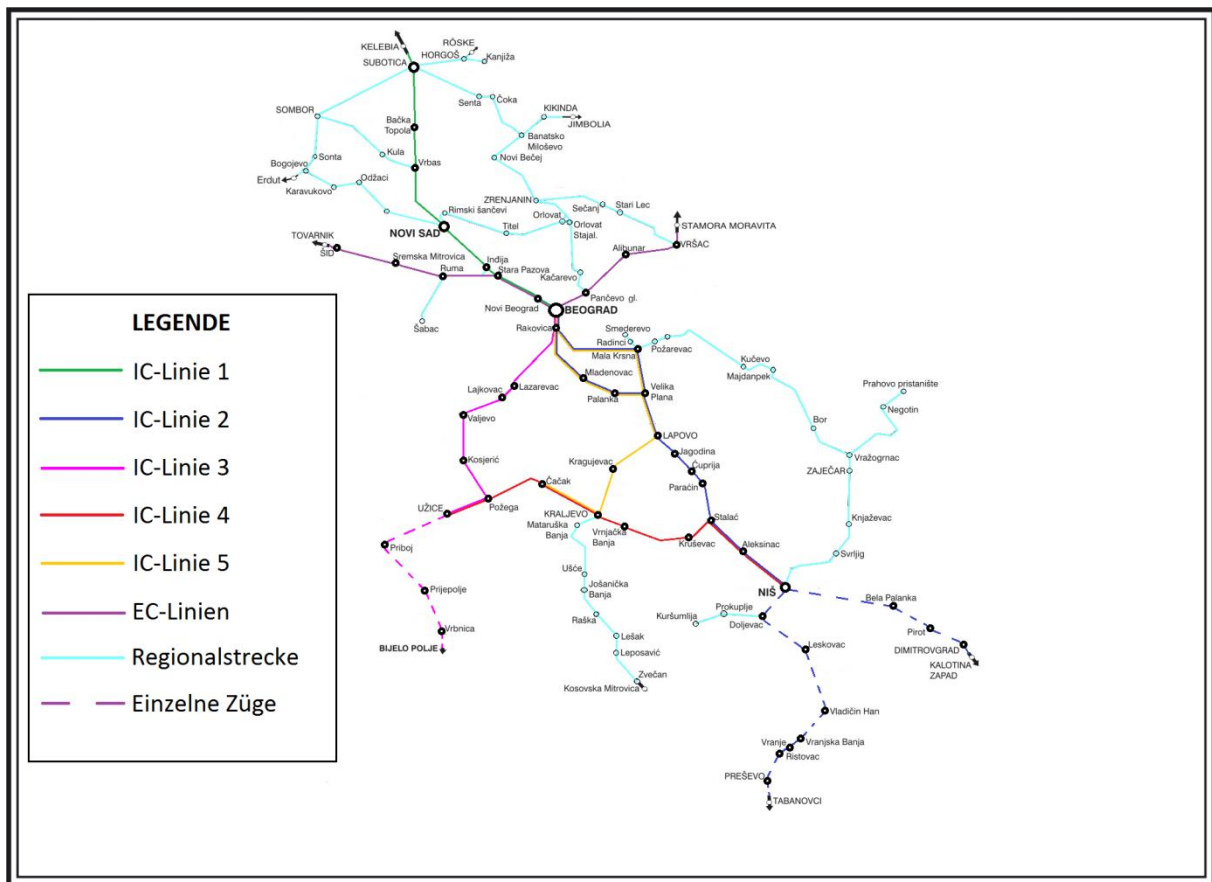 KELEBIA
SUBOTICA
RÖSKE
HORGOŠ
Kanjiža
SOMBOR
Senta
Čoka
KIKINDA
JIMBOLIA
Bačka
Topola
Banatsko
Miloševo
Kula
Vrbas
Novi Bečej
Sonta
Bogojevo
Erdut
Karavukovo
Odžaci
ZRENJANIN
Sečanj
Stari Lec
Rimski šančevi
Orlovat
Orlovat
Stajal.
Titel
NOVI SAD
STAMORA MORAVITA
VRŠAC
TOVARNIK
ŠID
Sremska Mitrovica
Ruma
Inđija
Stara Pazova
Alibunar
Kačarevo
Pančevo gl.
Novi Beograd
BEOGRAD
Šabac
Rakovica
Smederevo
Radinci
Mala Krsna
Požarevac
Kučevo
Majdanpek
Prahovo pristanište
Negotin
Mladenovac
Palanka
Velika
Plana
Lazarevac
Lajkovac
Valjevo
Kosjerić
LAPOVO
Jagodina
Ćuprija
Paraćin
Bor
Vražogrnac
ZAJEČAR
Kragujevac
Čačak
UŽICE
Požega
KRALJEVO
Mataruška
Banja
Vrnjačka
Banja
Kruševac
Stalać
Aleksinac
Knjaževac
Svrljig
NIŠ
Priboj
Prijepolje
Vrbnica
BIJELO POLJE
Ušće
Jošanička
Banja
Raška
Lešak
Leposavić
Zvečan
Kosovska Mitrovica
Kuršumlija
Prokuplje
Doljevac
Bela Palanka
Pirot
DIMITROVGRAD
KALOTINA
ZAPAD
Leskovac
Vladičin Han
Vranjska Banja
Vranje
Ristovac
PREŠEVO
TABANOVCI
LEGENDE
IC-Linie 1
IC-Linie 2
IC-Linie 3
IC-Linie 4
IC-Linie 5
EC-Linien
Regionalstrecke
Einzelne Züge